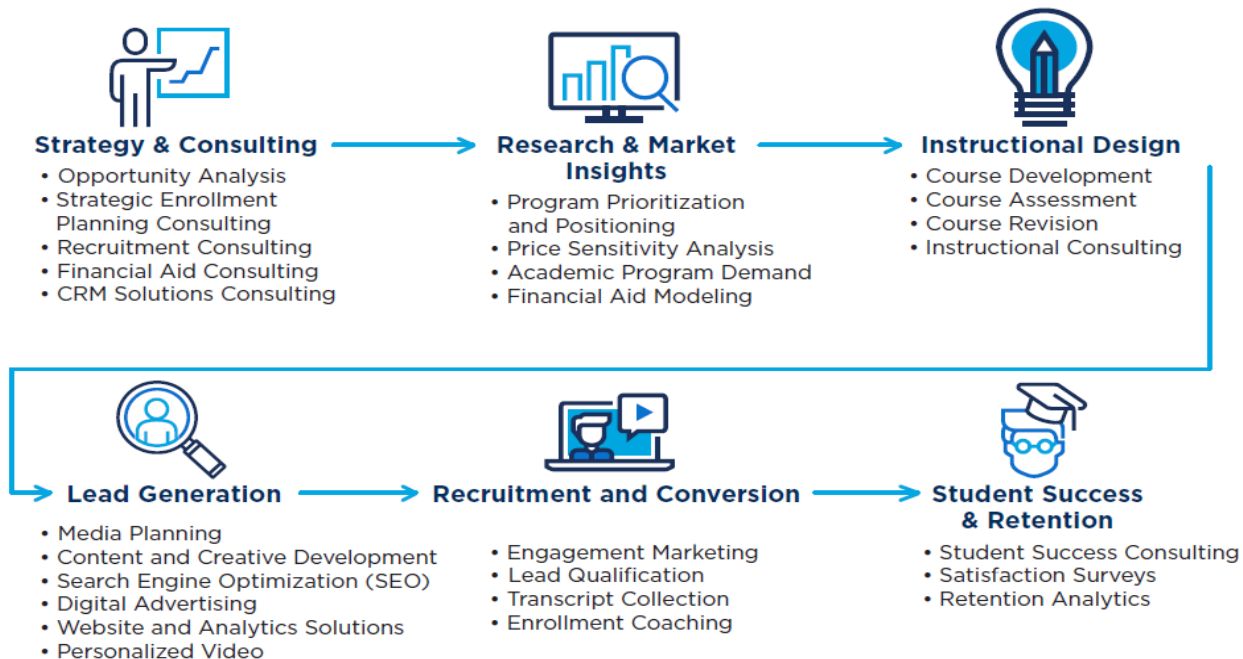 Strategy & Consulting
• Opportunity Analysis
• Strategic Enrollment
Planning Consulting
• Recruitment Consulting
• Financial Aid Consulting
• CRM Solutions Consulting
Research & Market
Insights
• Program Prioritization
and Positioning
• Price Sensitivity Analysis
• Academic Program Demand
• Financial Aid Modeling
Instructional Design
• Course Development
• Course Assessment
• Course Revision
• Instructional Consulting
Lead Generation
• Media Planning
• Content and Creative Development
• Search Engine Optimization (SEO)
• Digital Advertising
• Website and Analytics Solutions
• Personalized Video
Recruitment and Conversion
• Engagement Marketing
• Lead Qualification
• Transcript Collection
• Enrollment Coaching
Student Success
& Retention
• Student Success Consulting
• Satisfaction Surveys
• Retention Analytics